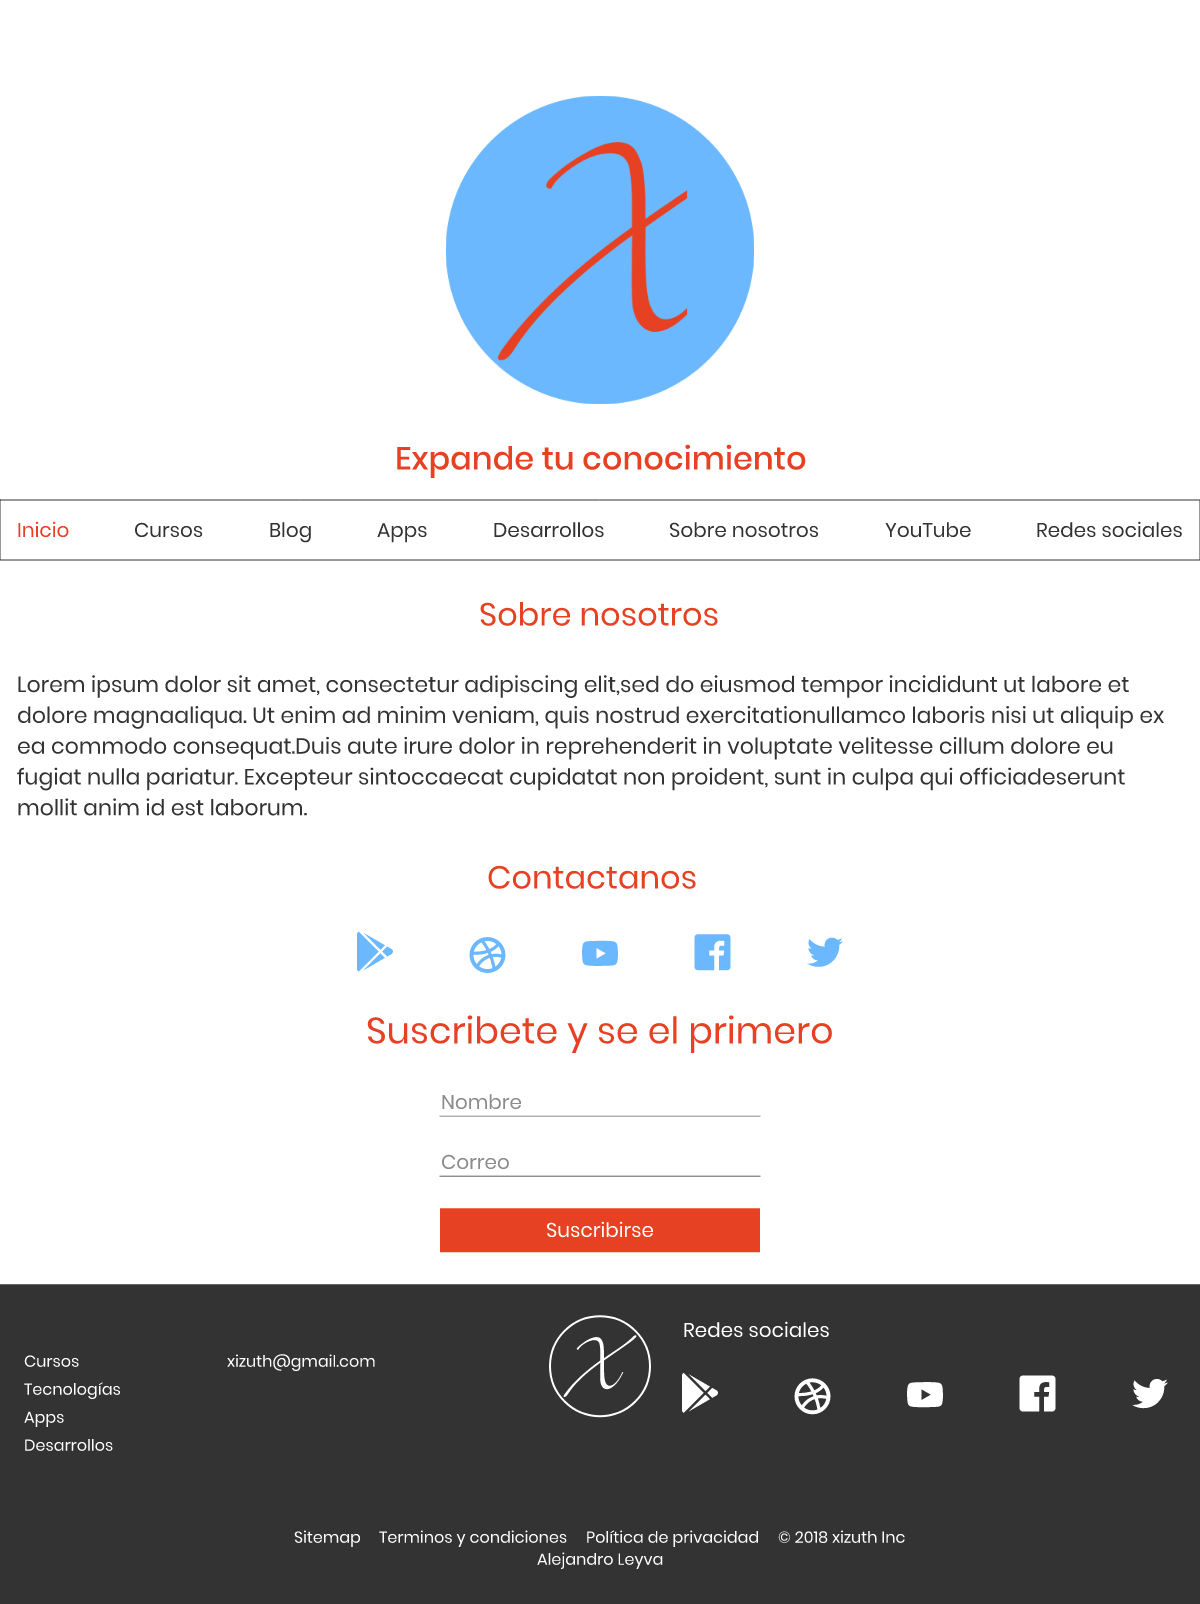 Expande tu conocimiento
Inicio Cursos Blog Apps Desarrollos Sobre nosotros YouTube Redes sociales
Sobre nosotros
Lorem ipsum dolor sit amet, consectetur adipiscing elit,sed do eiusmod tempor incididunt ut labore et
dolore magnaaliqua. Ut enim ad minim veniam, quis nostrud exercitationullamco laboris nisi ut aliquip ex
ea commodo consequat.Duis aute irure dolor in reprehenderit in voluptate velitesse cillum dolore eu
fugiat nulla pariatur. Excepteur sintoccaecat cupidatat non proident, sunt in culpa qui officiadeserunt
mollit anim id est laborum.
Contactanos
Suscribete y se el primero
Nombre
Correo
Suscribirse
Redes sociales
Cursos
Tecnologías
Apps
Desarrollos
xizuth@gmail.com
Sitemap Terminos y condiciones Política de privacidad © 2018 xizuth Inc
Alejandro Leyva